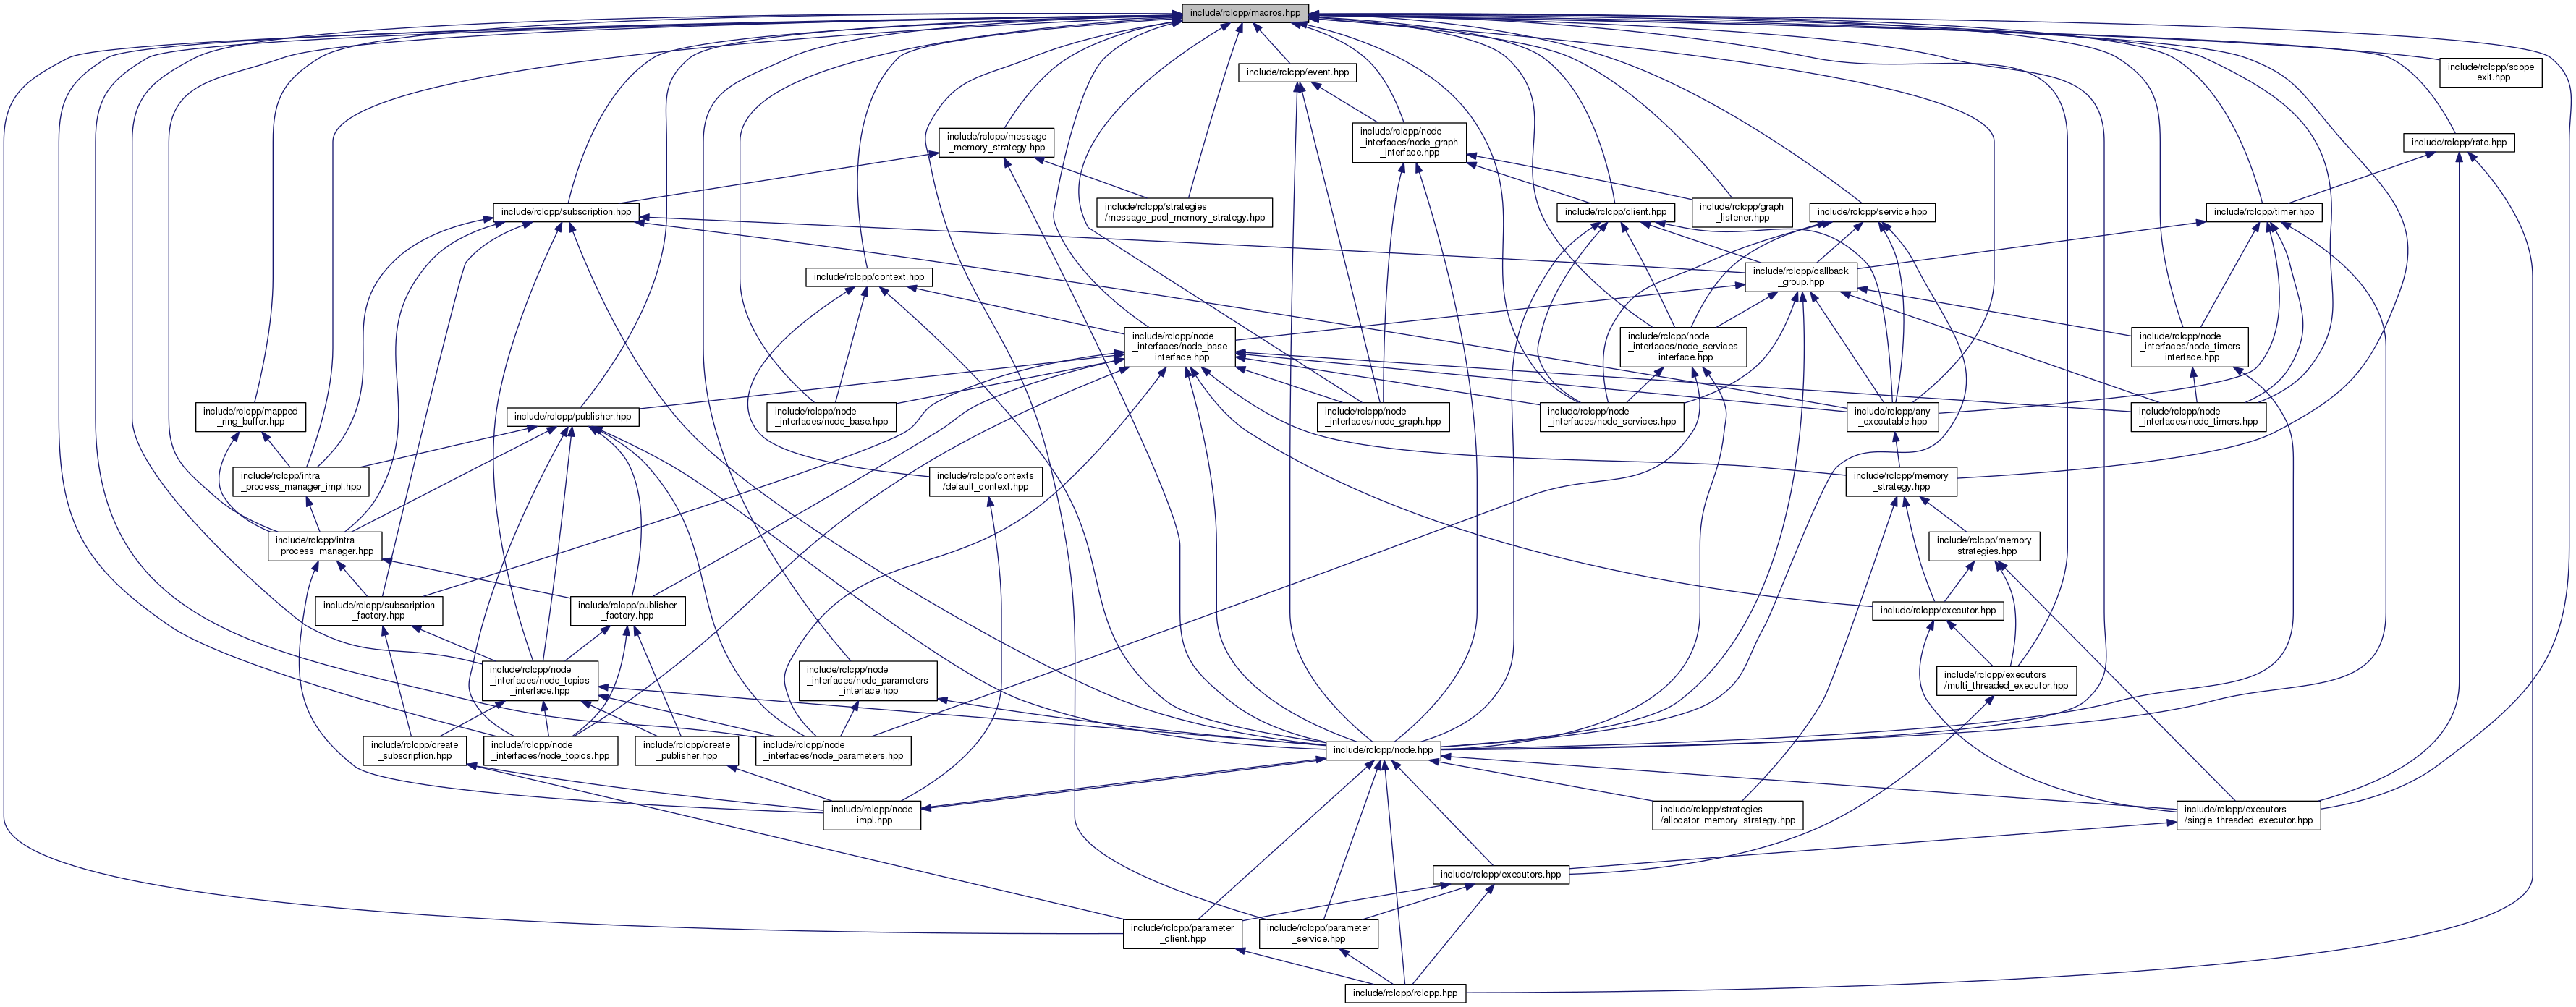 include/rclcpp/macros.hpp
include/rclcpp/event.hpp
include/rclcpp/scope
_exit.hpp
include/rclcpp/message
_memory_strategy.hpp
include/rclcpp/node
_interfaces/node_graph
_interface.hpp
include/rclcpp/rate.hpp
include/rclcpp/subscription.hpp
include/rclcpp/strategies
/message_pool_memory_strategy.hpp
include/rclcpp/client.hpp
include/rclcpp/graph
_listener.hpp
include/rclcpp/service.hpp
include/rclcpp/timer.hpp
include/rclcpp/context.hpp
include/rclcpp/callback
_group.hpp
include/rclcpp/node
_interfaces/node_base
_interface.hpp
include/rclcpp/node
_interfaces/node_services
_interface.hpp
include/rclcpp/node
_interfaces/node_timers
_interface.hpp
include/rclcpp/mapped
_ring_buffer.hpp
include/rclcpp/publisher.hpp
include/rclcpp/node
_interfaces/node_base.hpp
include/rclcpp/node
_interfaces/node_graph.hpp
include/rclcpp/node
_interfaces/node_services.hpp
include/rclcpp/any
_executable.hpp
include/rclcpp/node
_interfaces/node_timers.hpp
include/rclcpp/intra
_process_manager_impl.hpp
include/rclcpp/contexts
/default_context.hpp
include/rclcpp/memory
_strategy.hpp
include/rclcpp/intra
_process_manager.hpp
include/rclcpp/memory
_strategies.hpp
include/rclcpp/subscription
_factory.hpp
include/rclcpp/publisher
_factory.hpp
include/rclcpp/executor.hpp
include/rclcpp/node
_interfaces/node_topics
_interface.hpp
include/rclcpp/node
_interfaces/node_parameters
_interface.hpp
include/rclcpp/executors
/multi_threaded_executor.hpp
include/rclcpp/create
_subscription.hpp
include/rclcpp/node
_interfaces/node_topics.hpp
include/rclcpp/create
_publisher.hpp
include/rclcpp/node
_interfaces/node_parameters.hpp
include/rclcpp/node.hpp
include/rclcpp/node
_impl.hpp
include/rclcpp/strategies
/allocator_memory_strategy.hpp
include/rclcpp/executors
/single_threaded_executor.hpp
include/rclcpp/executors.hpp
include/rclcpp/parameter
_client.hpp
include/rclcpp/parameter
_service.hpp
include/rclcpp/rclcpp.hpp